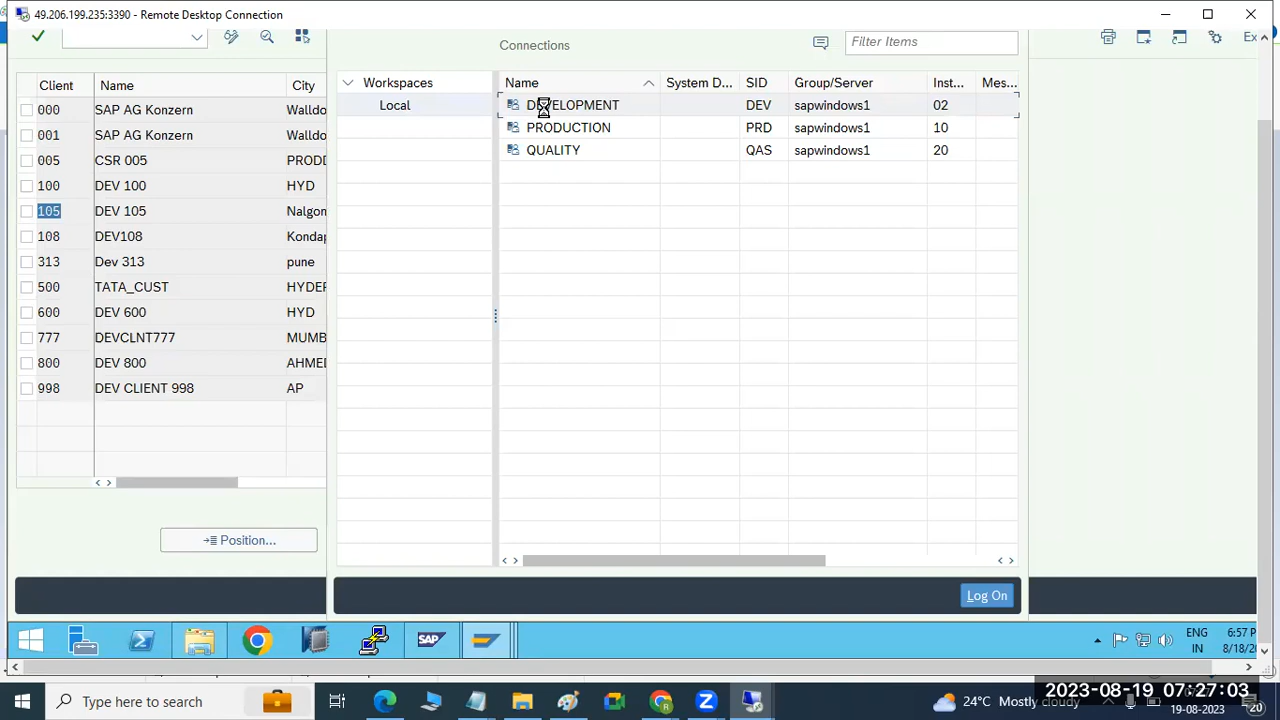 49.206.199.235:3390 - Remote Desktop Connection
Connections
Filter Items
Client Name City
000 SAP AG Konzern Walldo
001 SAP AG Konzern Walldo
005 CSR 005 PRODD
100 DEV 100 HYD
105 DEV 105 Nalgon
108 DEV108 Kondap
313 Dev 313 pune
500 TATA_CUST HYDER
600 DEV 600 HYD
777 DEVCLNT777 MUMB
800 DEV 800 AHMED
998 DEV CLIENT 998 AP
Position...
Workspaces
Local
Name System D... SID Group/Server Inst... Mes...
DEVELOPMENT DEV sapwindows1 02
PRODUCTION PRD sapwindows1 10
QUALITY QAS sapwindows1 20
Log On
SAP
ENG
IN
6:57 P
8/18/20
Type here to search
24°C Mostly cloudy
2023-08-19 07:27:03
19-08-2023
20